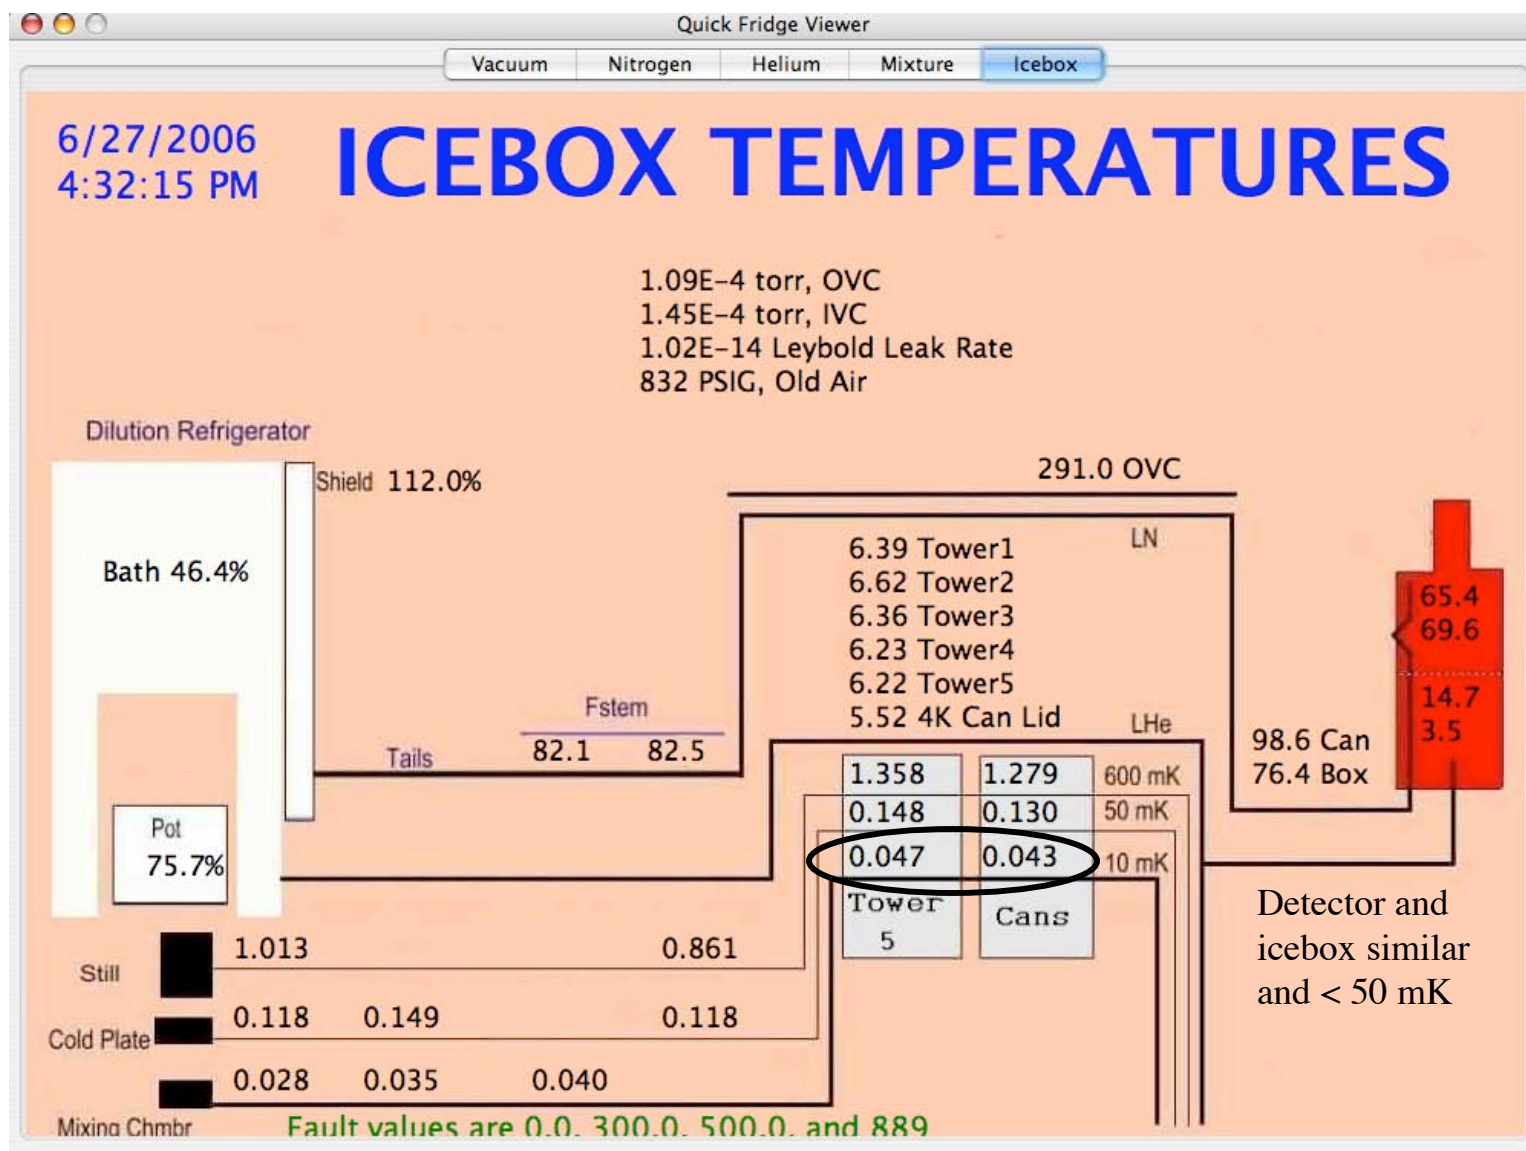 Quick Fridge Viewer
Vacuum Nitrogen Helium Mixture Icebox
6/27/2006
4:32:15 PM
ICEBOX TEMPERATURES
1.09E-4 torr, OVC
1.45E-4 torr, IVC
1.02E-14 Leybold Leak Rate
832 PSIG, Old Air
Dilution Refrigerator
Shield 112.0%
Bath 46.4%
291.0 OVC
LN
6.39 Tower1
6.62 Tower2
6.36 Tower3
6.23 Tower4
6.22 Tower5
5.52 4K Can Lid
LHe
65.4
69.6
14.7
3.5
Fstem
82.1 82.5
Tails
98.6 Can
76.4 Box
1.358 1.279 600 mK
0.148 0.130 50 mK
0.047 0.043 10 mK
Tower
5
Cans
Pot
75.7%
Detector and
icebox similar
and < 50 mK
Still 1.013 0.861
Cold Plate 0.118 0.149 0.118
Mixing Chmbr 0.028 0.035 0.040
Fault values are 0.0, 300.0, 500.0, and 889